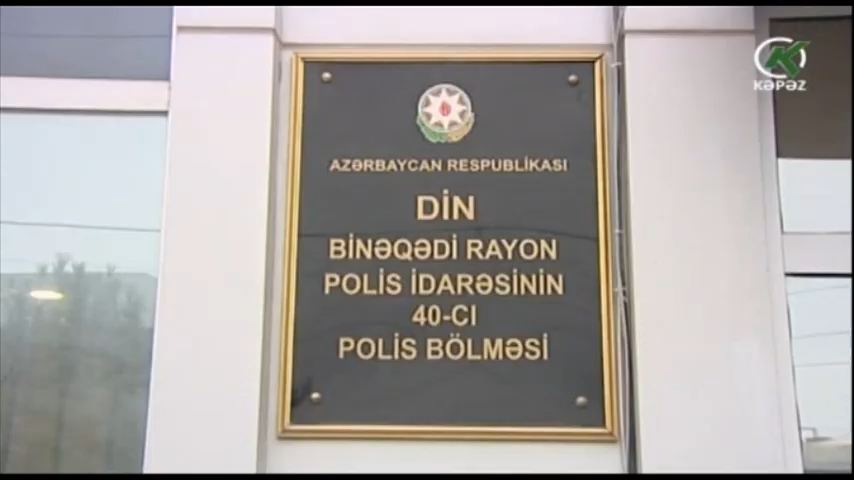 KəPəZ
AZƏRBAYCAN RESPUBLİKASI
DİN
BİNƏQƏDİ RAYON
POLİS İDARƏSİNİN
40-CI
POLİS BÖLMƏSİ